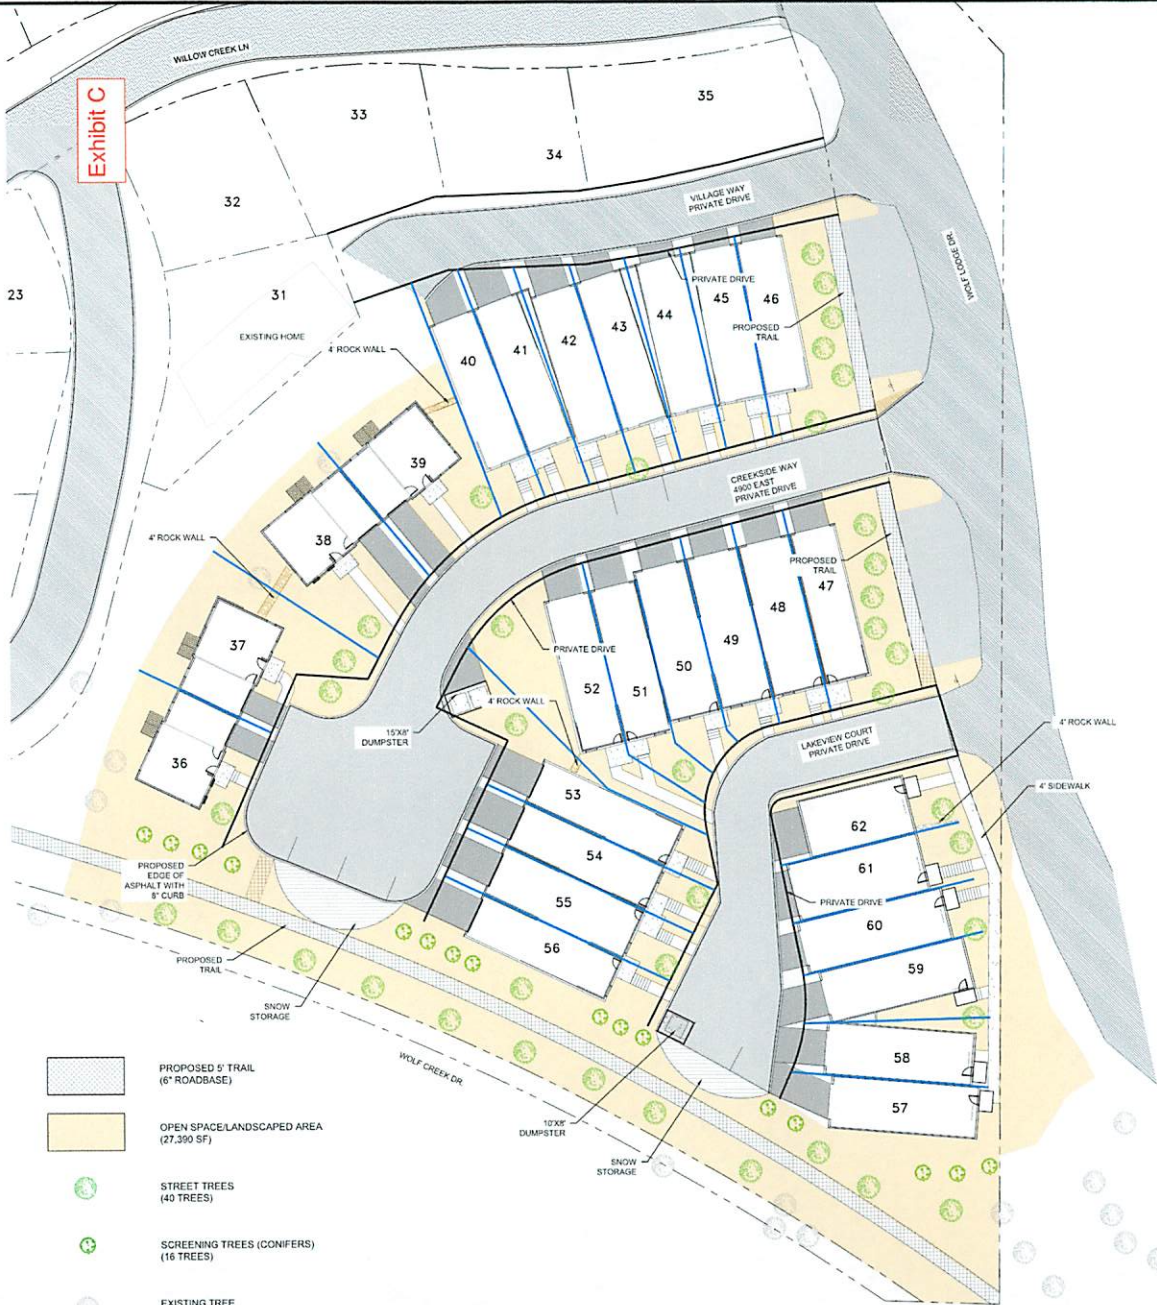 WILLOW CREEK LN
Exhibit C
33
34
35
32
VILLAGE WAY
PRIVATE DRIVE
WOLF LODGE DR.
23
31
EXISTING HOME
4' ROCK WALL
PRIVATE DRIVE
40
41
42
43
44
45
46
PROPOSED
TRAIL
39
38
4' ROCK WALL
CREEKSIDE WAY
4900 EAST
PRIVATE DRIVE
PROPOSED
TRAIL
37
36
PRIVATE DRIVE
52
51
50
49
48
47
4' ROCK WALL
15'X8'
DUMPSTER
LAKEVIEW COURT
PRIVATE DRIVE
4' ROCK WALL
4' SIDEWALK
53
54
55
56
62
61
PRIVATE DRIVE
60
59
58
57
PROPOSED
EDGE OF
ASPHALT WITH
8" CURB
PROPOSED
TRAIL
SNOW
STORAGE
WOLF CREEK DR
10'X8'
DUMPSTER
SNOW
STORAGE
PROPOSED 5' TRAIL
(6" ROADBASE)
OPEN SPACE/LANDSCAPED AREA
(27,390 SF)
STREET TREES
(40 TREES)
SCREENING TREES (CONIFERS)
(16 TREES)
EXISTING TREE